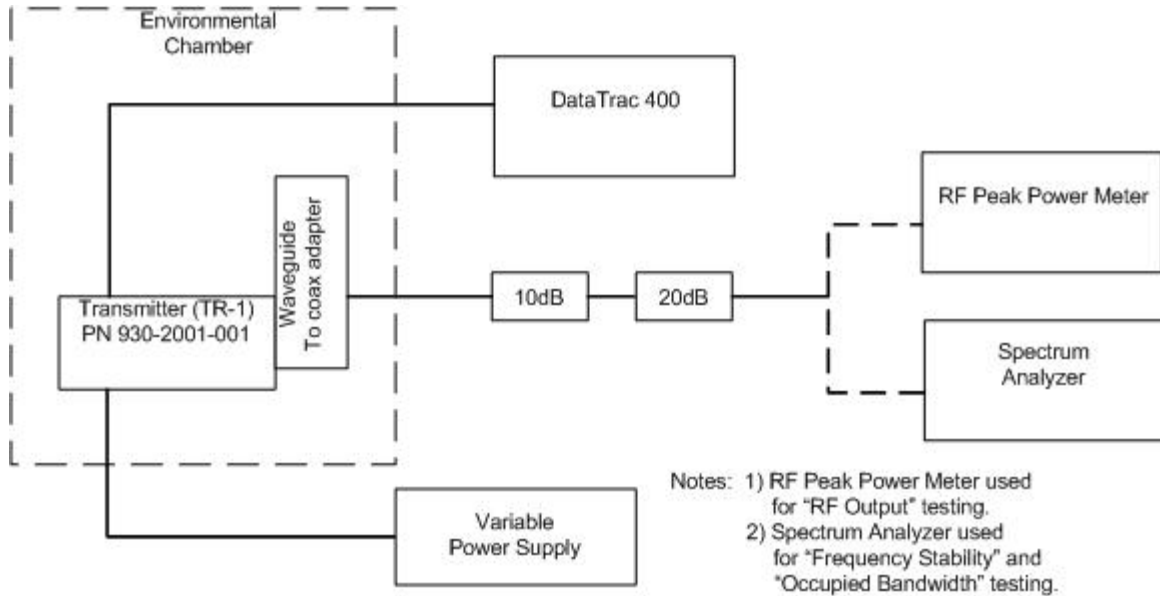 Environmental
Chamber
DataTrac 400
RF Peak Power Meter
Waveguide
To coax adapter
10dB
20dB
Transmitter (TR-1)
PN 930-2001-001
Spectrum
Analyzer
Variable
Power Supply
Notes: 1) RF Peak Power Meter used
for “RF Output” testing.
2) Spectrum Analyzer used
for “Frequency Stability” and
“Occupied Bandwidth” testing.